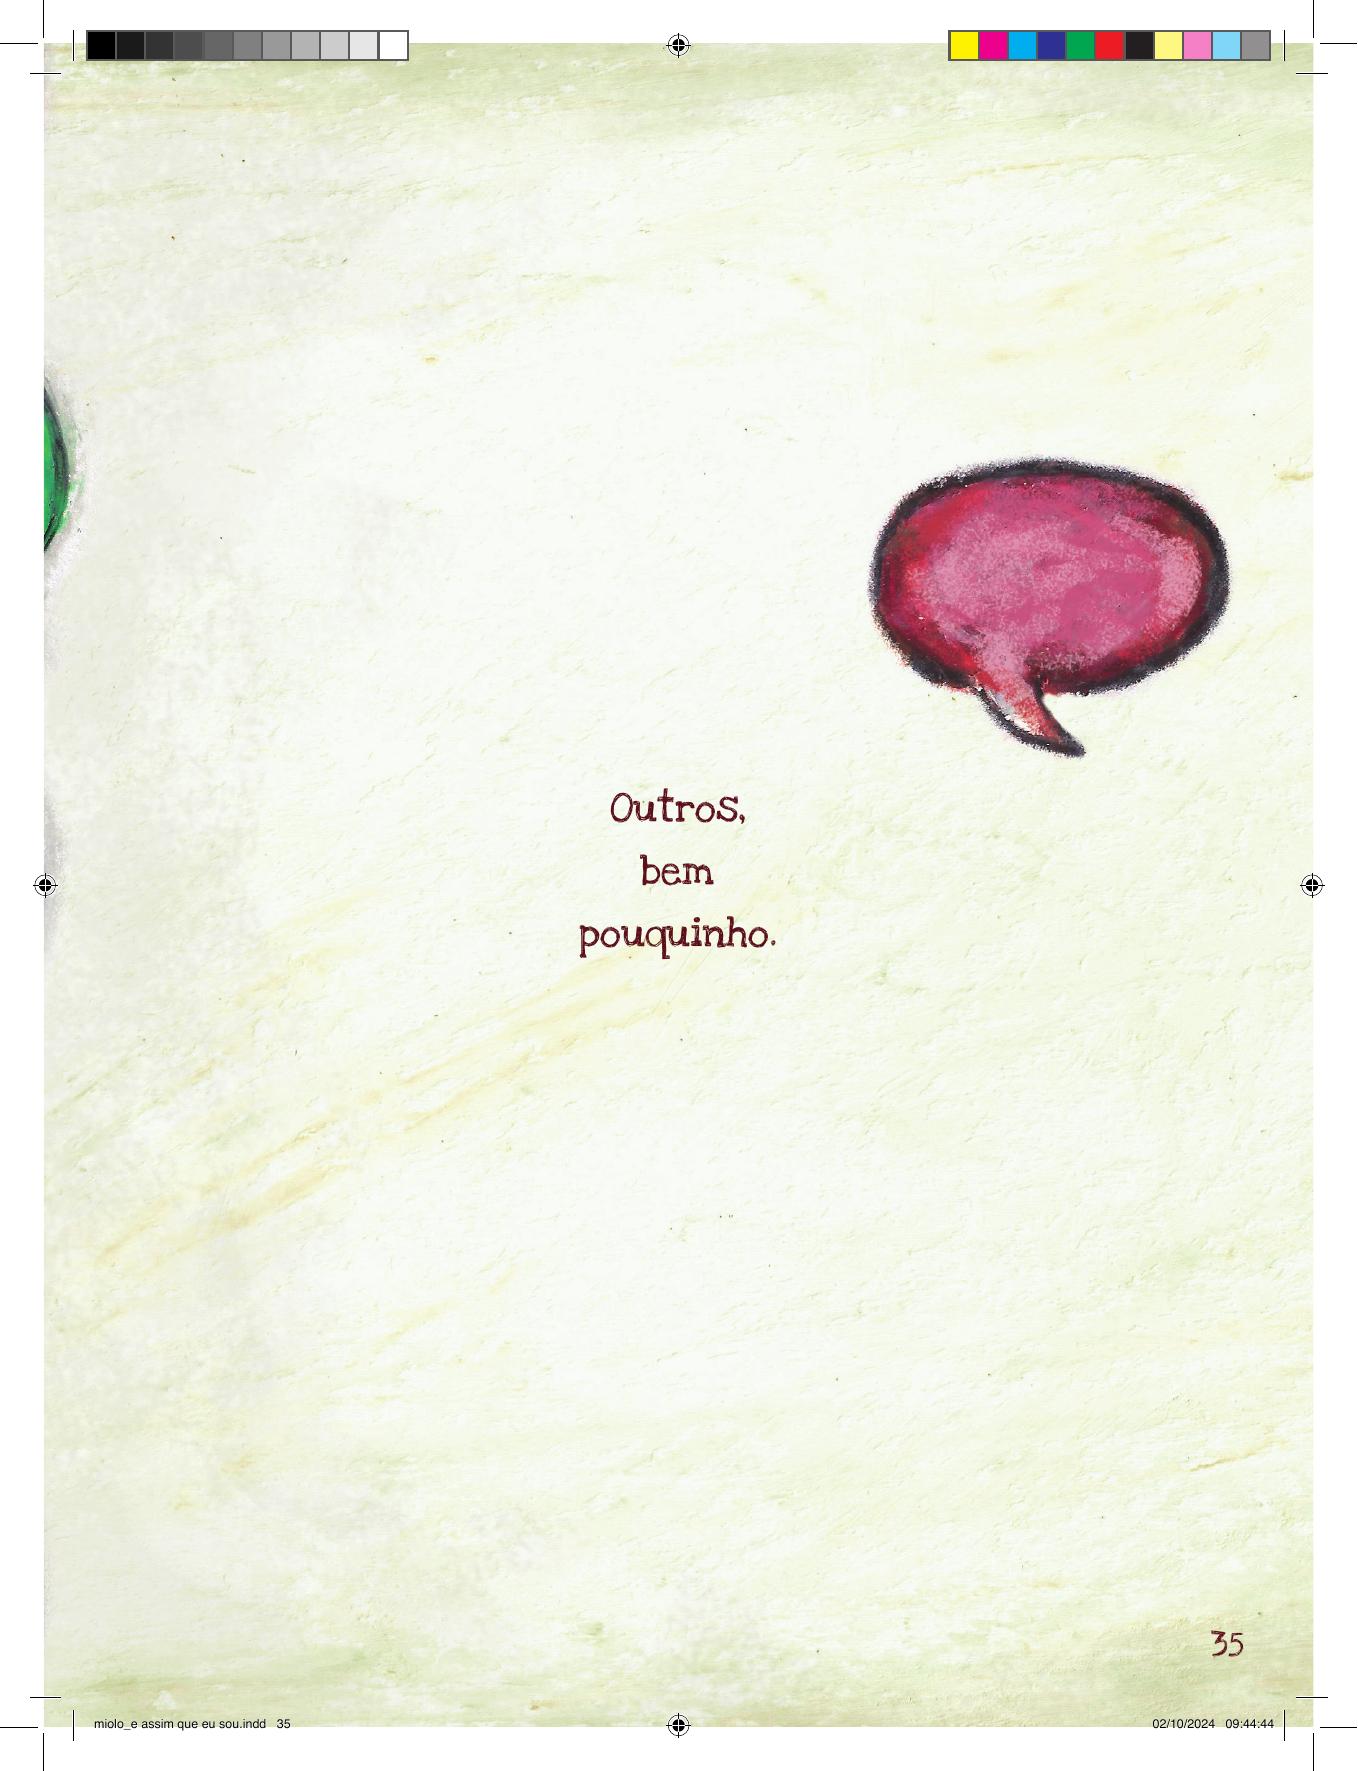 Outros,
bem
pouquinho.
35
miolo_e assim que eu sou.indd   35
02/10/2024   09:44:44